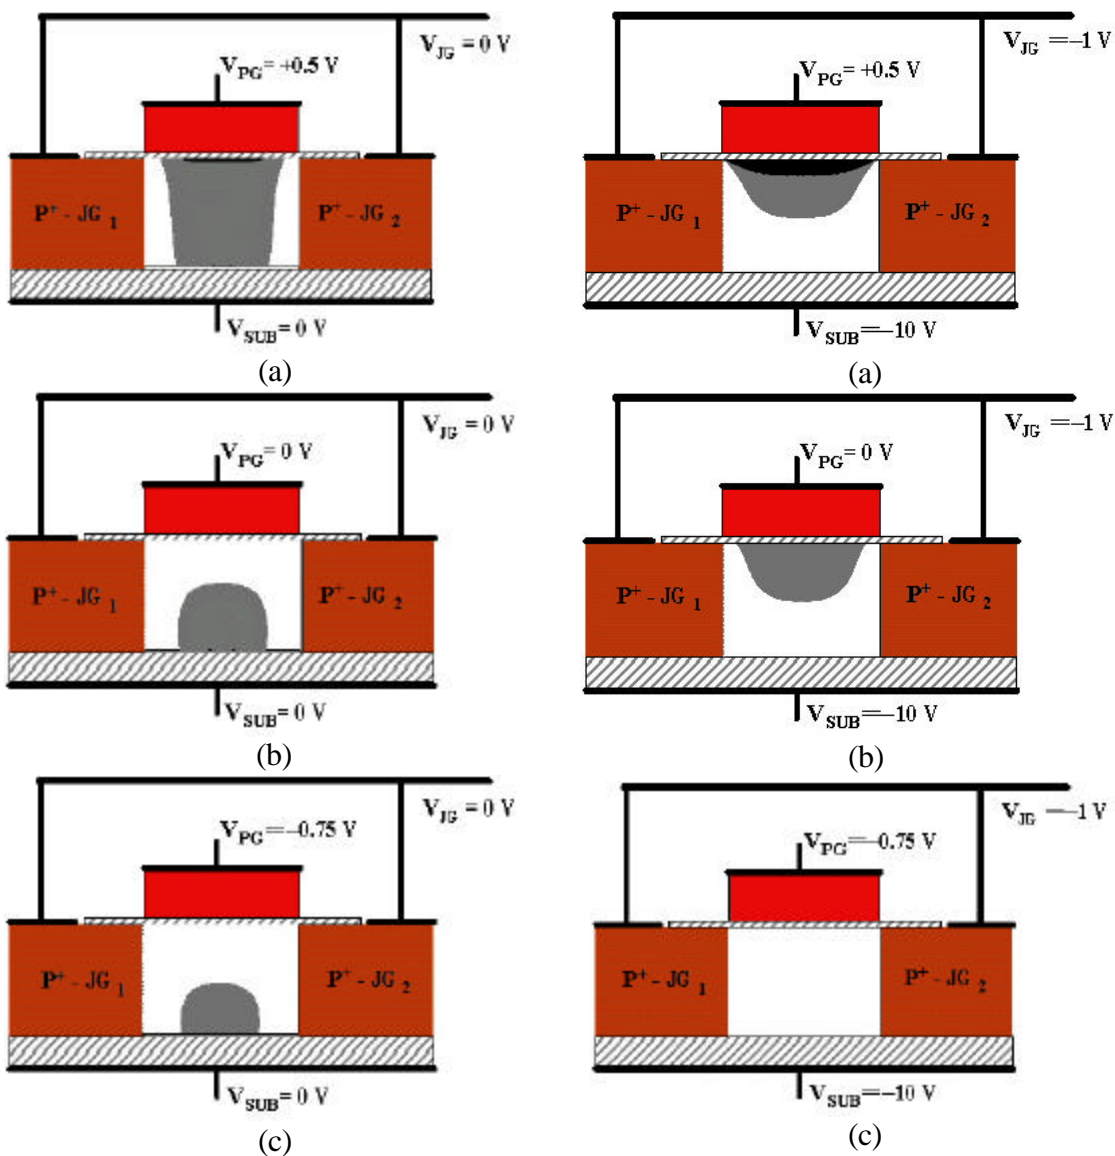 V_JG = 0 V
V_PG = +0.5 V
P⁺ - JG ₁
P⁺ - JG ₂
V_SUB = 0 V
(a)
V_JG = –1 V
V_PG = +0.5 V
P⁺ - JG ₁
P⁺ - JG ₂
V_SUB = –10 V
(a)
V_JG = 0 V
V_PG = 0 V
P⁺ - JG ₁
P⁺ - JG ₂
V_SUB = 0 V
(b)
V_JG = –1 V
V_PG = 0 V
P⁺ - JG ₁
P⁺ - JG ₂
V_SUB = –10 V
(b)
V_JG = 0 V
V_PG = –0.75 V
P⁺ - JG ₁
P⁺ - JG ₂
V_SUB = 0 V
(c)
V_JG = –1 V
V_PG = –0.75 V
P⁺ - JG ₁
P⁺ - JG ₂
V_SUB = –10 V
(c)